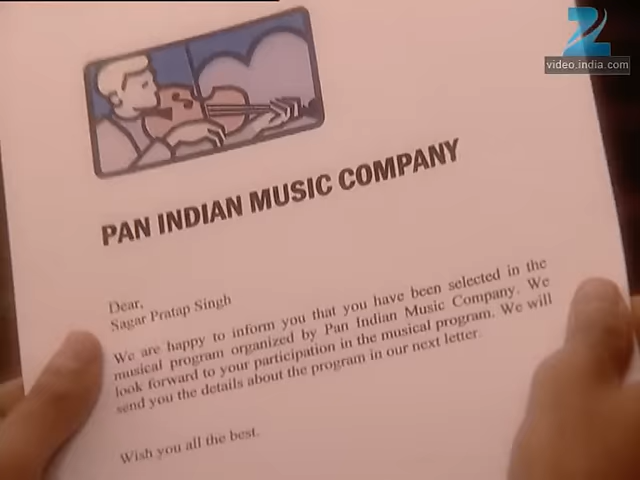 video.india.com
PAN INDIAN MUSIC COMPANY
Dear,
Sagar Pratap Singh
We are happy to inform you that you have been selected in the
musical program organized by Pan Indian Music Company. We
look forward to your participation in the musical program. We will
send you the details about the program in our next letter.
Wish you all the best.